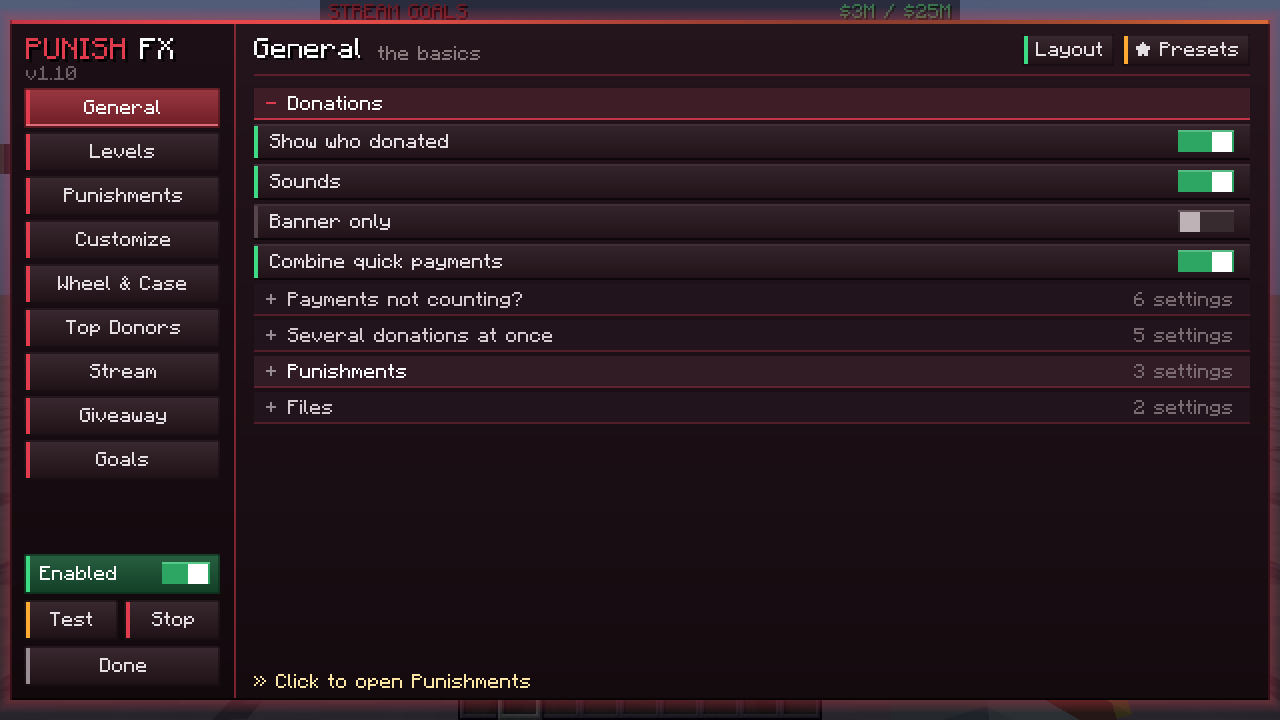 STREAM GOALS $3M / $25M
PUNISH FX
v1.10
General
Levels
Punishments
Customize
Wheel & Case
Top Donors
Stream
Giveaway
Goals
Enabled
Test Stop
Done
General the basics
Layout ★ Presets
− Donations
Show who donated
Sounds
Banner only
Combine quick payments
+ Payments not counting? 6 settings
+ Several donations at once 5 settings
+ Punishments 3 settings
+ Files 2 settings
» Click to open Punishments